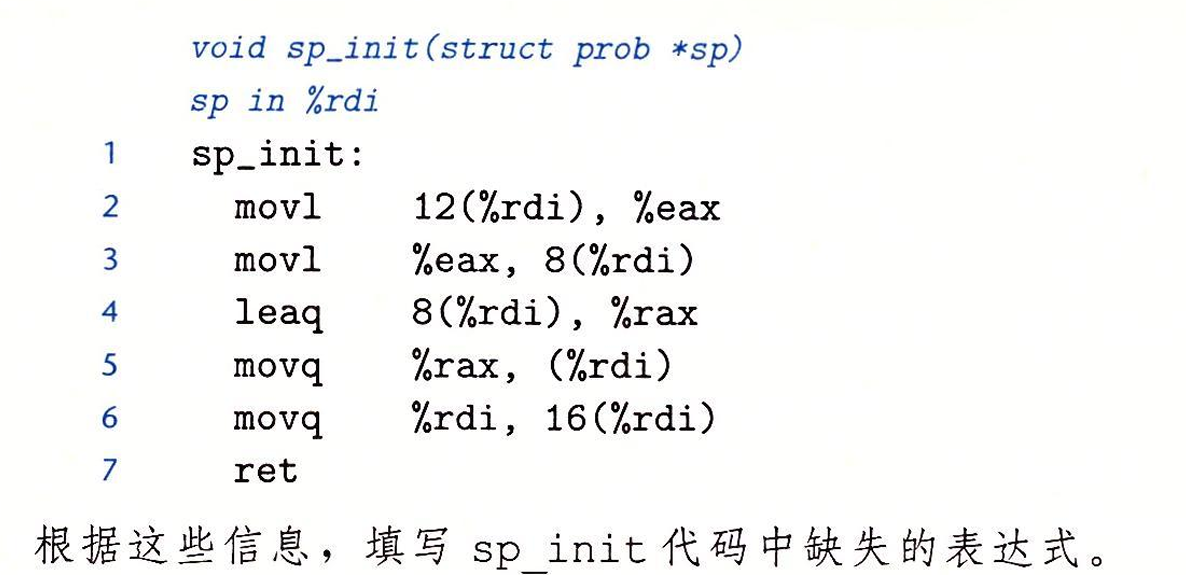 void sp_init(struct prob *sp)
sp in %rdi
1 sp_init:
2 movl 12(%rdi), %eax
3 movl %eax, 8(%rdi)
4 leaq 8(%rdi), %rax
5 movq %rax, (%rdi)
6 movq %rdi, 16(%rdi)
7 ret
根据这些信息，填写 sp_init 代码中缺失的表达式。